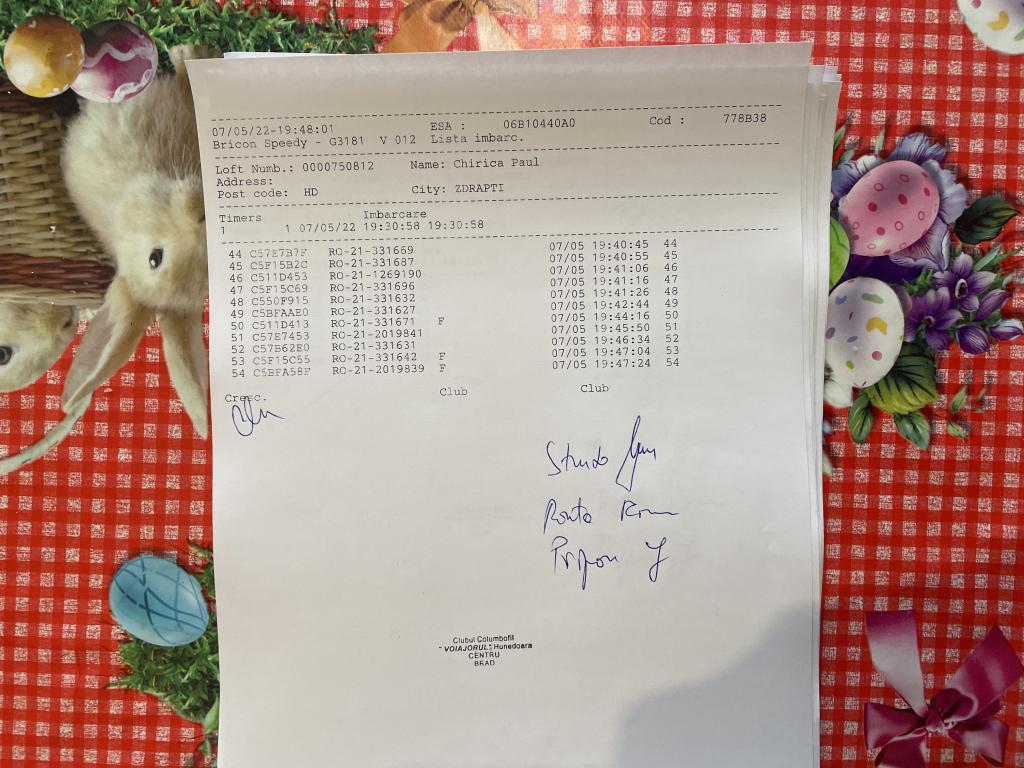 07/05/22-19:48:01 ESA : 06B10440A0 Cod : 778B38
Bricon Speedy - G3181 V 012 Lista imbarc.
Loft Numb.: 0000750812 Name: Chirica Paul
Address:
Post code: HD City: ZDRAPTI
Timers Imbarcare
1 1 07/05/22 19:30:58 19:30:58
44 C57E7B7F RO-21-331669 07/05 19:40:45 44
45 C5F15B2C RO-21-331687 07/05 19:40:55 45
46 C511D453 RO-21-1269190 07/05 19:41:06 46
47 C5F15C69 RO-21-331696 07/05 19:41:16 47
48 C550F915 RO-21-331632 07/05 19:41:26 48
49 C5BFAAE0 RO-21-331627 07/05 19:42:44 49
50 C511D413 RO-21-331671 F 07/05 19:44:16 50
51 C57E7453 RO-21-2019841 07/05 19:45:50 51
52 C57B62E0 RO-21-331631 07/05 19:46:34 52
53 C5F15C55 RO-21-331642 F 07/05 19:47:04 53
54 C5BFA58F RO-21-2019839 F 07/05 19:47:24 54
Cresc. Club Club
Clubul Columbofil
"VOIAJORUL" Hunedoara
CENTRU
BRAD